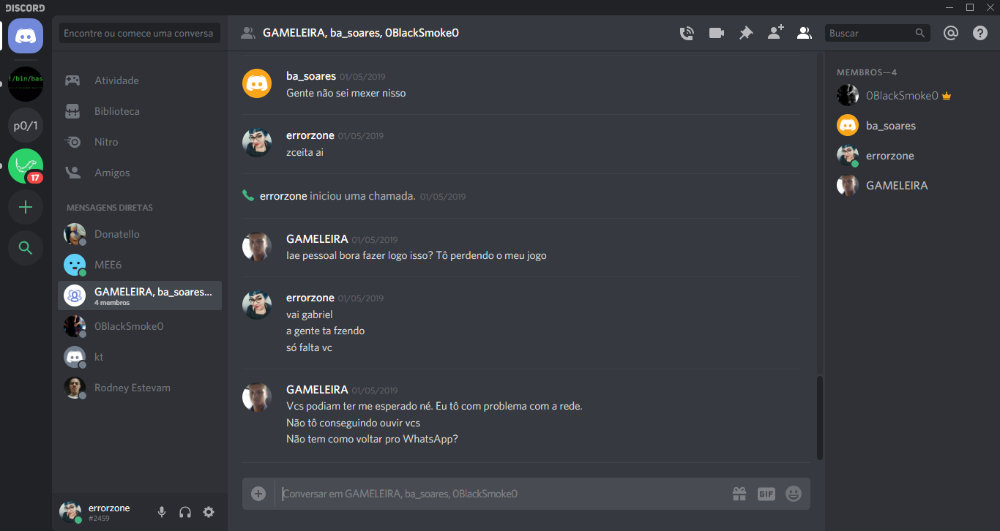 DISCORD
!/bin/bas
p0/1
17
Encontre ou comece uma conversa
Atividade
Biblioteca
Nitro
Amigos
MENSAGENS DIRETAS
Donatello
MEE6
GAMELEIRA, ba_soares...
4 membros
0BlackSmoke0
kt
Rodney Estevam
errorzone
#2459
GAMELEIRA, ba_soares, 0BlackSmoke0
Buscar
ba_soares 01/05/2019
Gente não sei mexer nisso
errorzone 01/05/2019
zceita ai
errorzone iniciou uma chamada. 01/05/2019
GAMELEIRA 01/05/2019
Iae pessoal bora fazer logo isso? Tô perdendo o meu jogo
errorzone 01/05/2019
vai gabriel
a gente ta fzendo
só falta vc
GAMELEIRA 01/05/2019
Vcs podiam ter me esperado né. Eu tô com problema com a rede.
Não tô conseguindo ouvir vcs
Não tem como voltar pro WhatsApp?
Conversar em GAMELEIRA, ba_soares, 0BlackSmoke0
GIF
MEMBROS—4
0BlackSmoke0
ba_soares
errorzone
GAMELEIRA